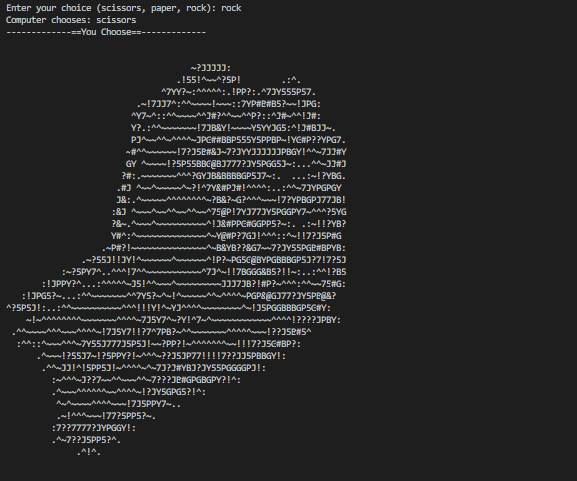 Enter your choice (scissors, paper, rock): rock
Computer chooses: scissors
-------------==You Choose==-------------